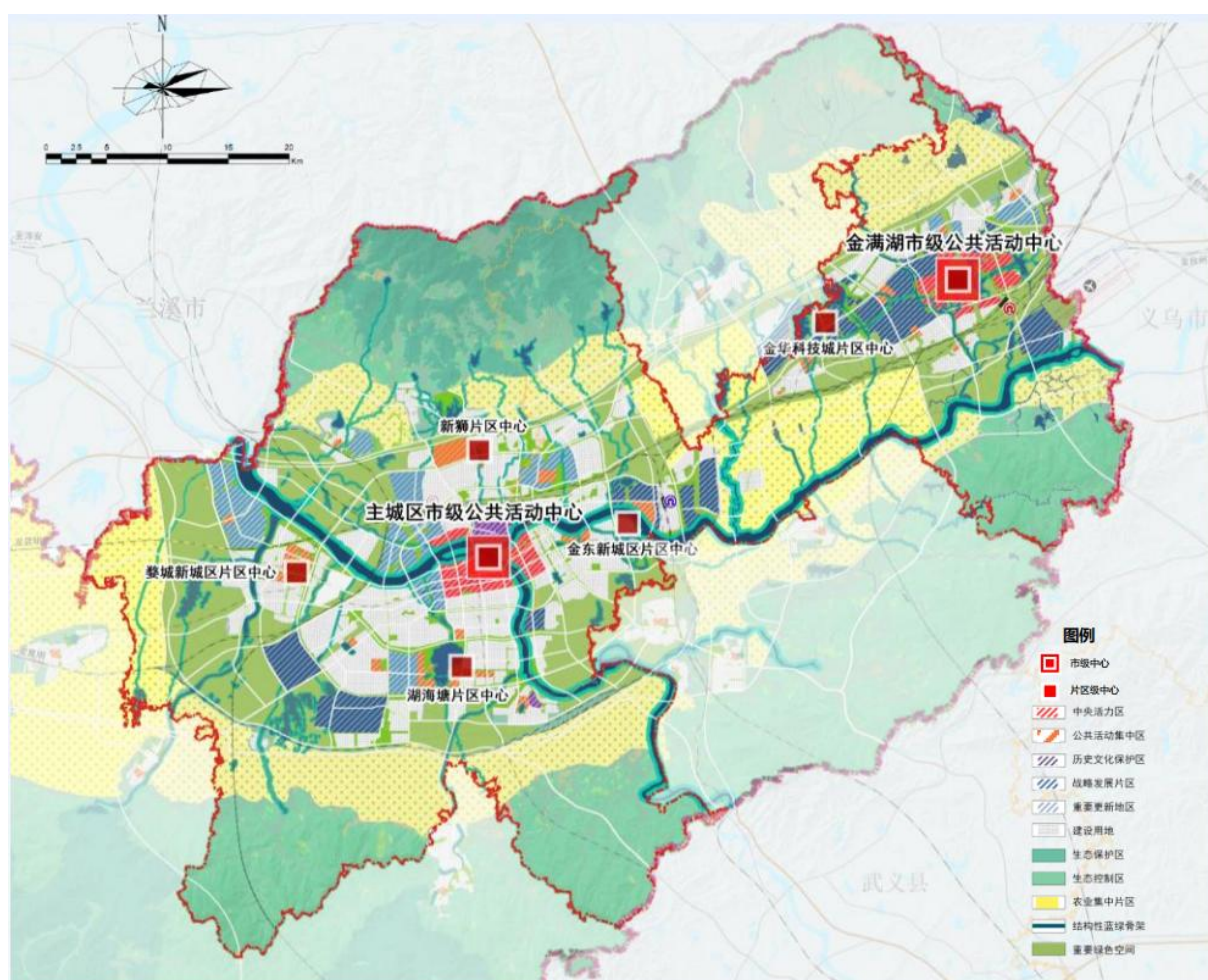 N
0 2.5 5 10 15 20
Km
兰溪市
义乌市
武义县
金满湖市级公共活动中心
金华科技城片区中心
新狮片区中心
主城区市级公共活动中心
金东新城区片区中心
婺城新城区片区中心
湖海塘片区中心
图例
市级中心
片区级中心
中央活力区
公共活动集中区
历史文化保护区
战略发展片区
重要更新地区
建设用地
生态保护区
生态控制区
农业集中片区
结构性蓝绿骨架
重要绿色空间